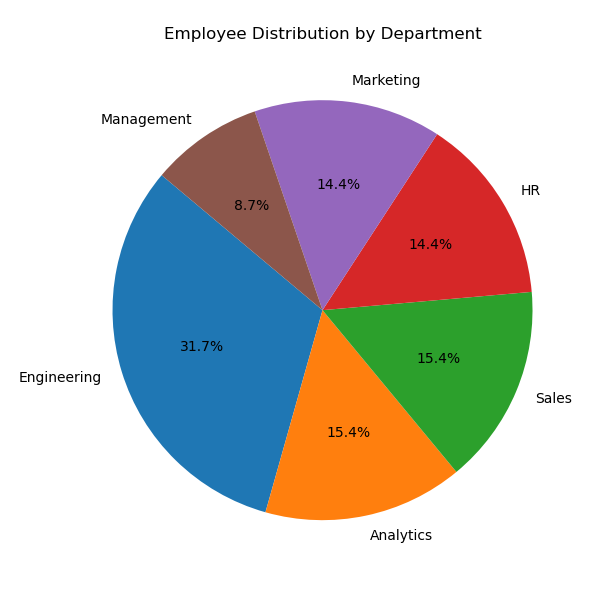 Employee Distribution by Department
Marketing
Management
14.4%
HR
8.7%
14.4%
31.7%
15.4%
Engineering
Sales
15.4%
Analytics